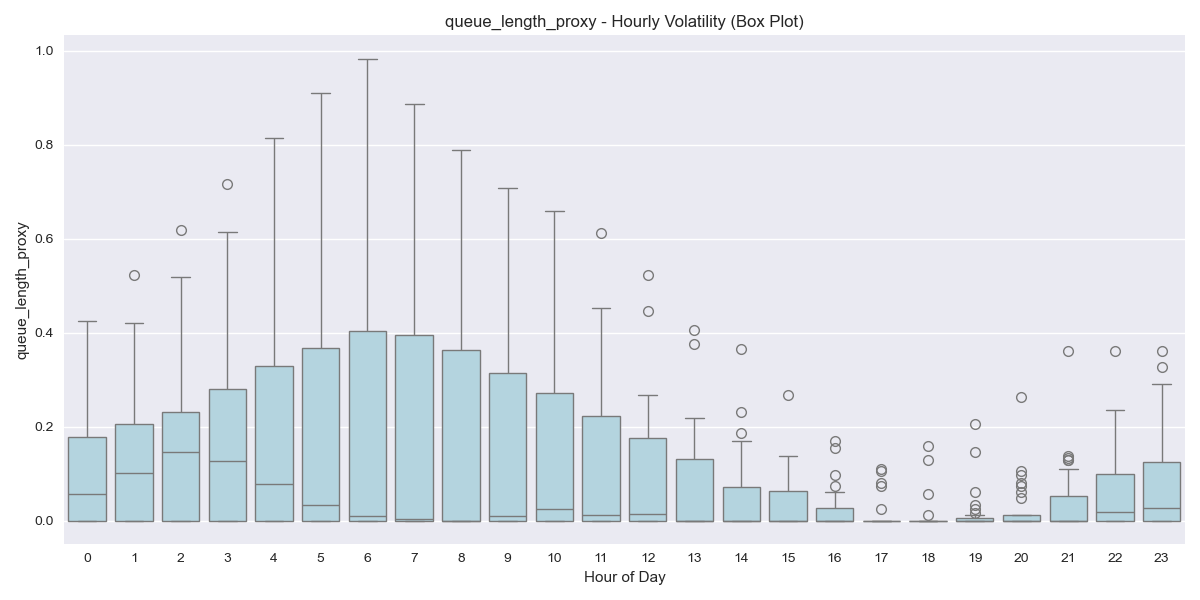 queue_length_proxy - Hourly Volatility (Box Plot)
1.0
0.8
0.6
0.4
0.2
0.0
queue_length_proxy
0 1 2 3 4 5 6 7 8 9 10 11 12 13 14 15 16 17 18 19 20 21 22 23
Hour of Day